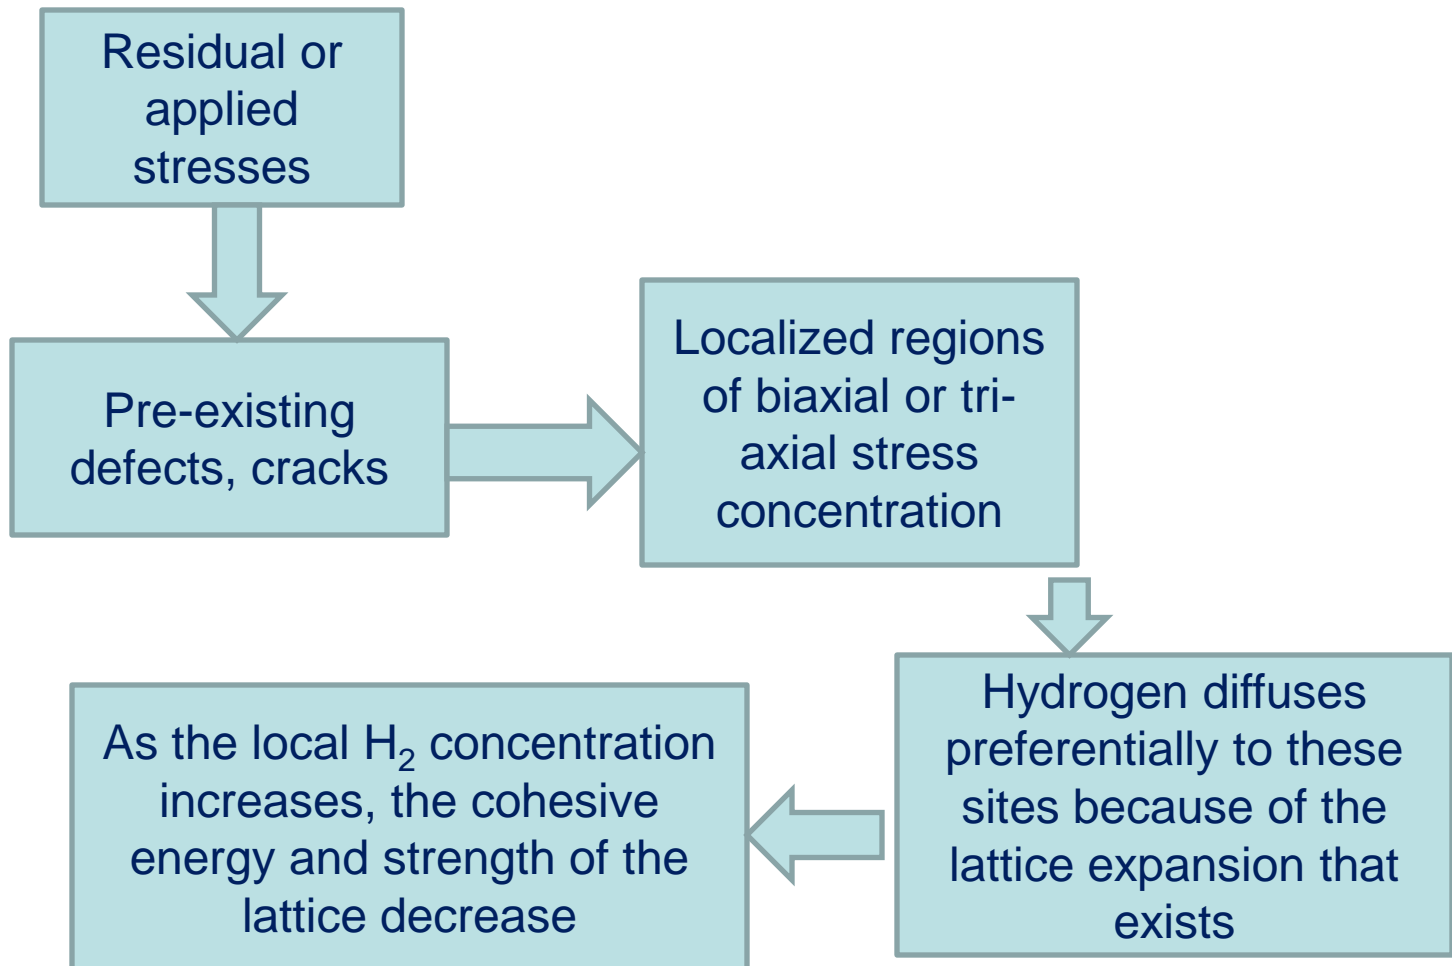 Residual or
applied
stresses
Pre-existing
defects, cracks
Localized regions
of biaxial or tri-
axial stress
concentration
Hydrogen diffuses
preferentially to these
sites because of the
lattice expansion that
exists
As the local H₂ concentration
increases, the cohesive
energy and strength of the
lattice decrease